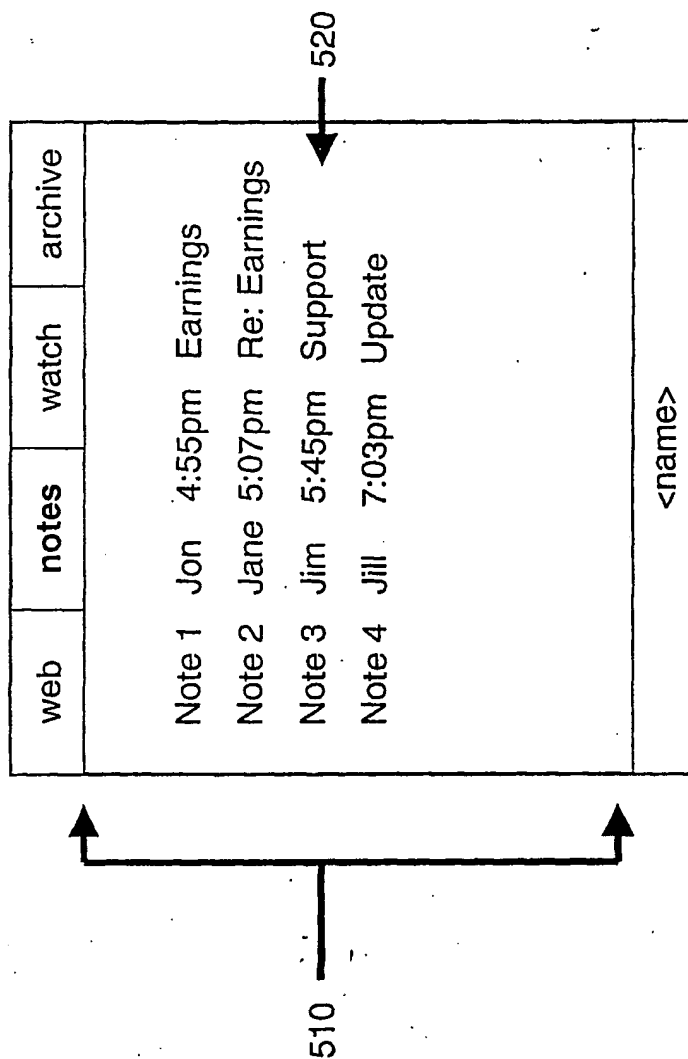 web notes watch archive
Note 1 Jon 4:55pm Earnings
Note 2 Jane 5:07pm Re: Earnings
Note 3 Jim 5:45pm Support
Note 4 Jill 7:03pm Update
<name>
510
520